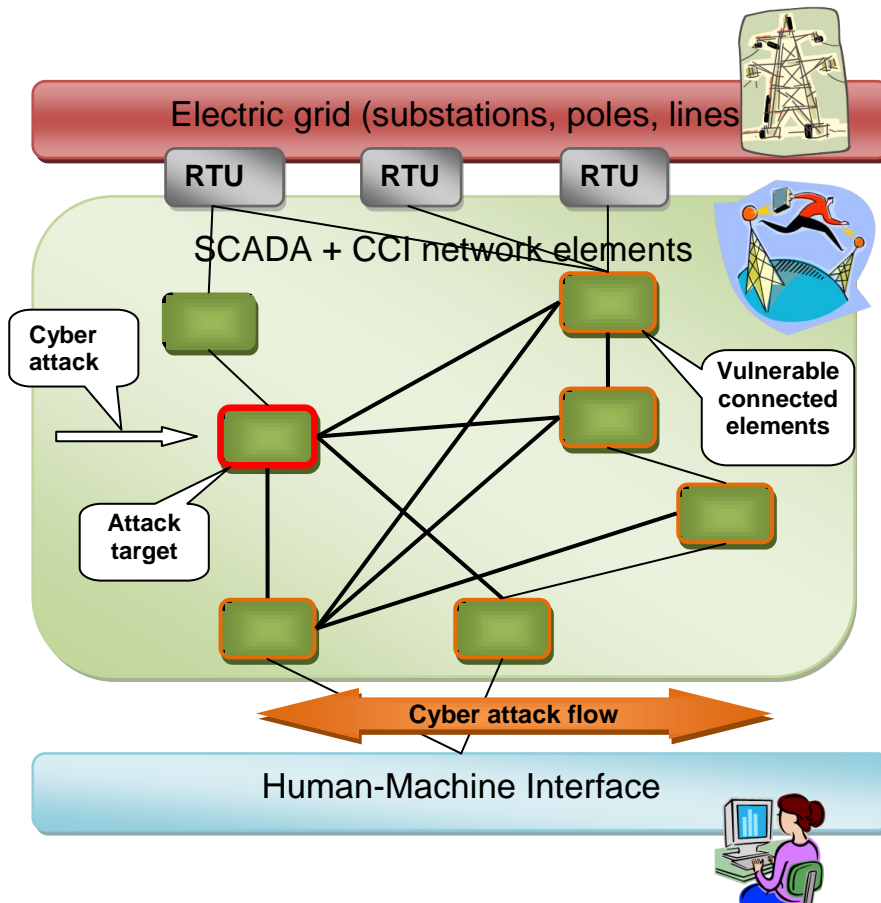 Electric grid (substations, poles, lines
RTU
RTU
RTU
SCADA + CCI network elements
Cyber
attack
Vulnerable
connected
elements
Attack
target
Cyber attack flow
Human-Machine Interface